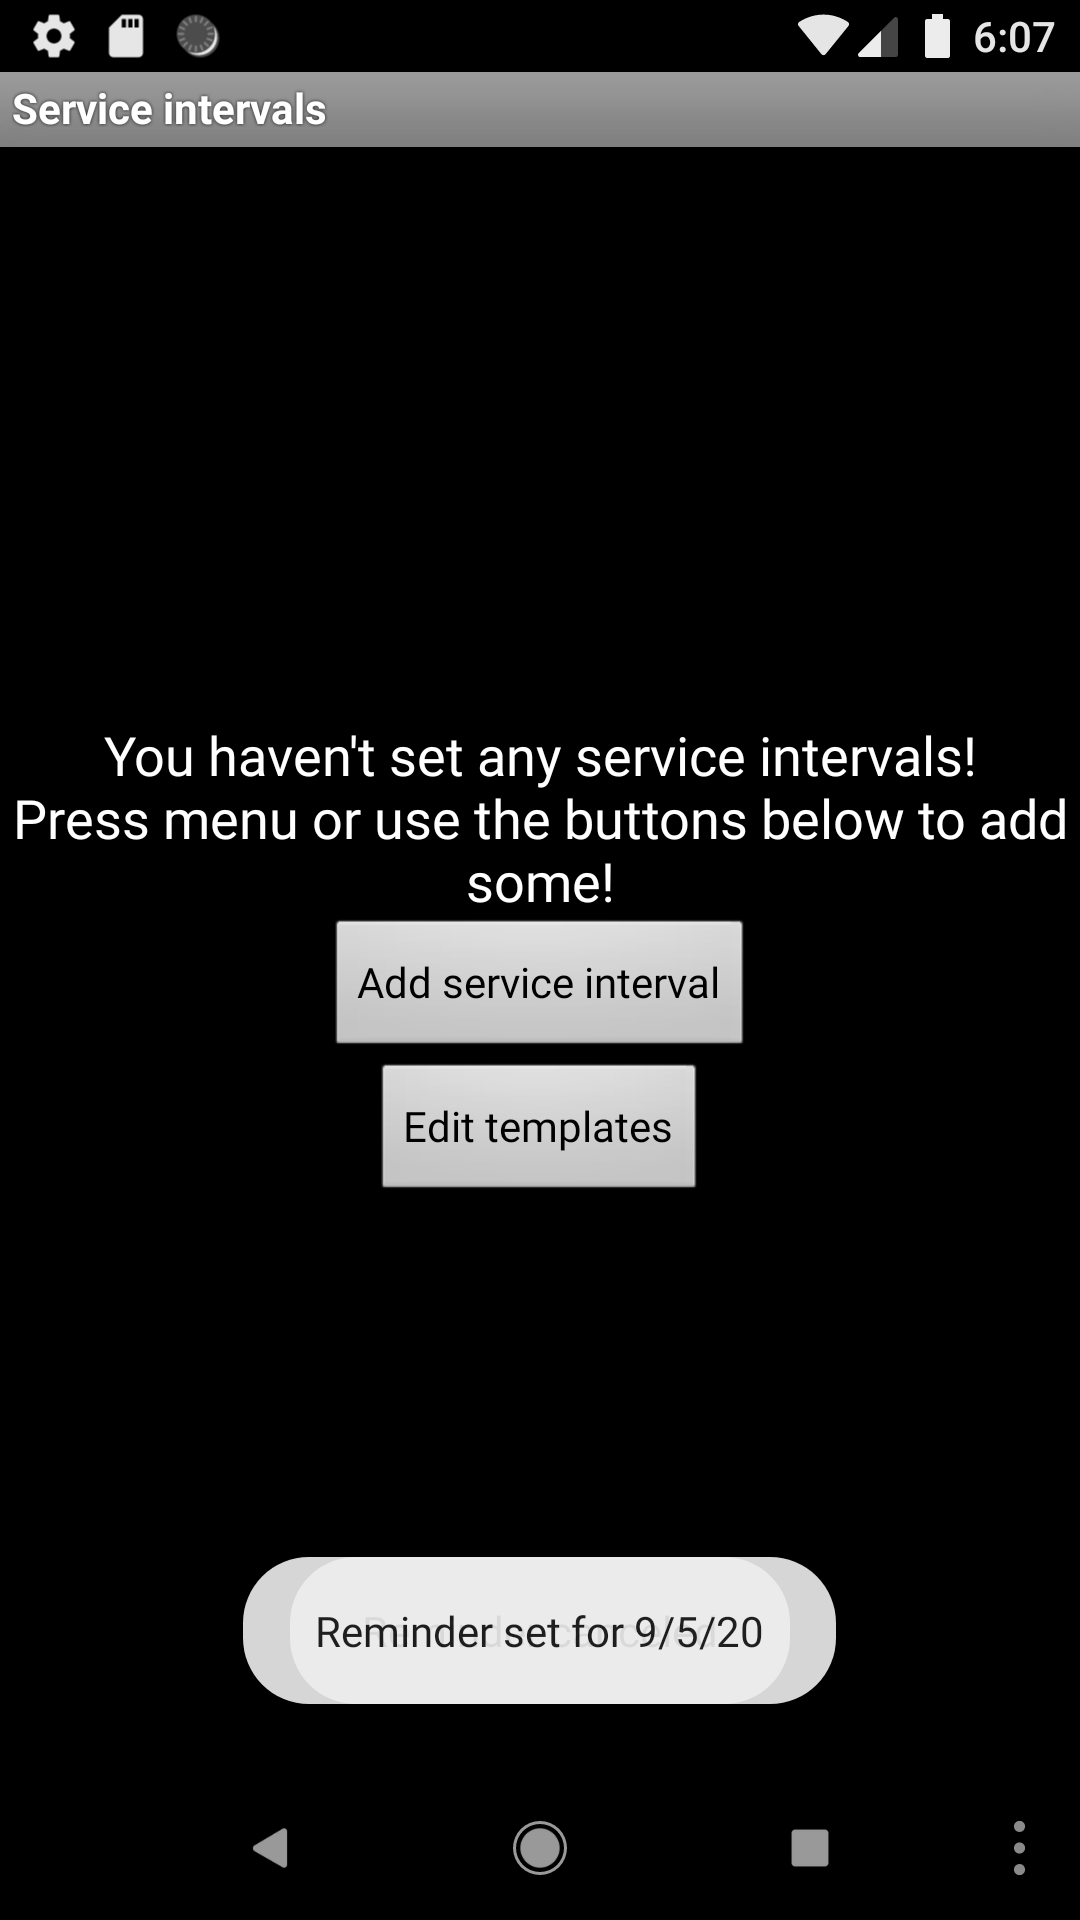 6:07
Service intervals
You haven't set any service intervals!
Press menu or use the buttons below to add
some!
Add service interval
Edit templates
Reminder set for 9/5/20